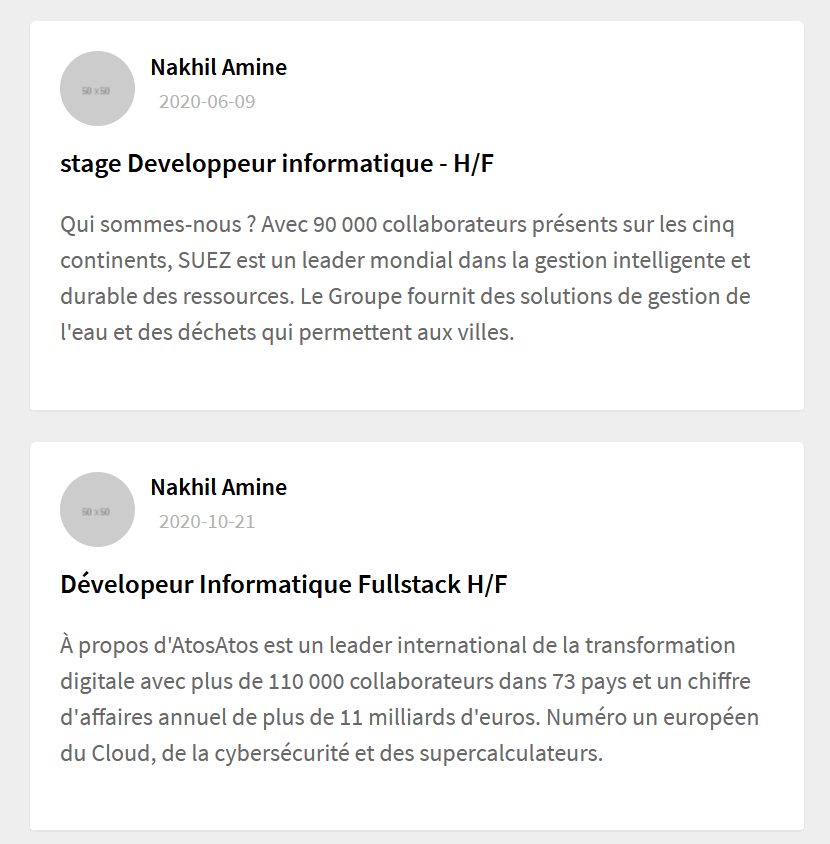 50 x 50
Nakhil Amine
2020-06-09
stage Developpeur informatique - H/F
Qui sommes-nous ? Avec 90 000 collaborateurs présents sur les cinq
continents, SUEZ est un leader mondial dans la gestion intelligente et
durable des ressources. Le Groupe fournit des solutions de gestion de
l'eau et des déchets qui permettent aux villes.
50 x 50
Nakhil Amine
2020-10-21
Dévelopeur Informatique Fullstack H/F
À propos d'AtosAtos est un leader international de la transformation
digitale avec plus de 110 000 collaborateurs dans 73 pays et un chiffre
d'affaires annuel de plus de 11 milliards d'euros. Numéro un européen
du Cloud, de la cybersécurité et des supercalculateurs.